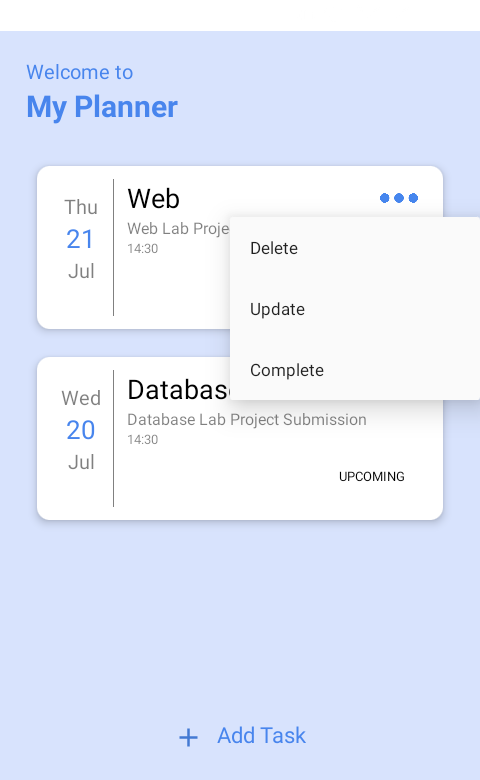 Welcome to
My Planner
Thu
21
Jul
Web
Web Lab Proje
14:30
Delete
Update
Complete
Wed
20
Jul
Database
Database Lab Project Submission
14:30
UPCOMING
+ Add Task